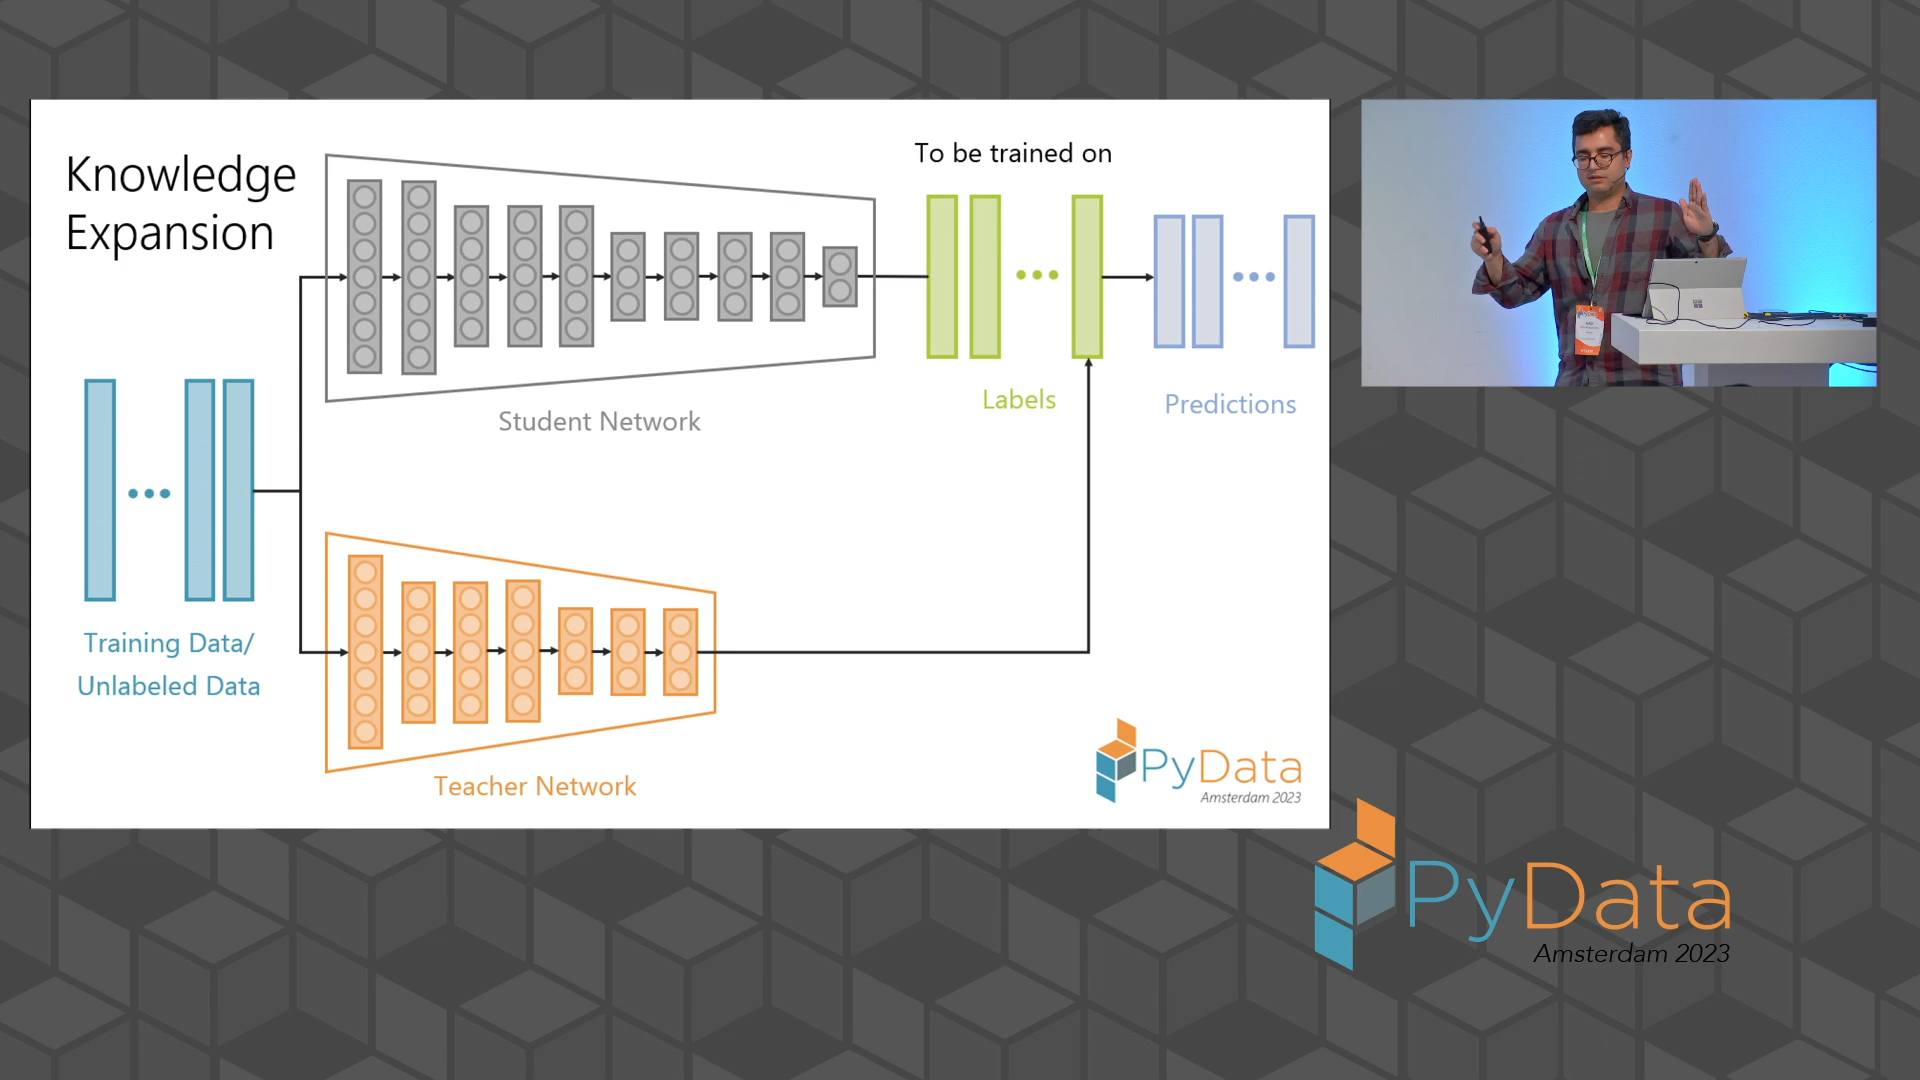 Knowledge
Expansion
To be trained on
Student Network
Labels
Predictions
Training Data/
Unlabeled Data
Teacher Network
PyData
Amsterdam 2023
PyData
Amsterdam 2023